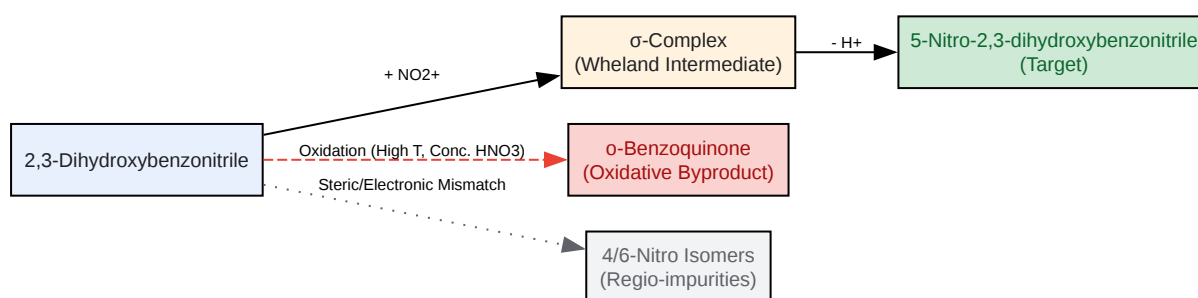 σ-Complex
(Wheland Intermediate)
- H+
5-Nitro-2,3-dihydroxybenzonitrile
(Target)
+ NO2+
2,3-Dihydroxybenzonitrile
Oxidation (High T, Conc. HNO3)
o-Benzoquinone
(Oxidative Byproduct)
Steric/Electronic Mismatch
4/6-Nitro Isomers
(Regio-impurities)